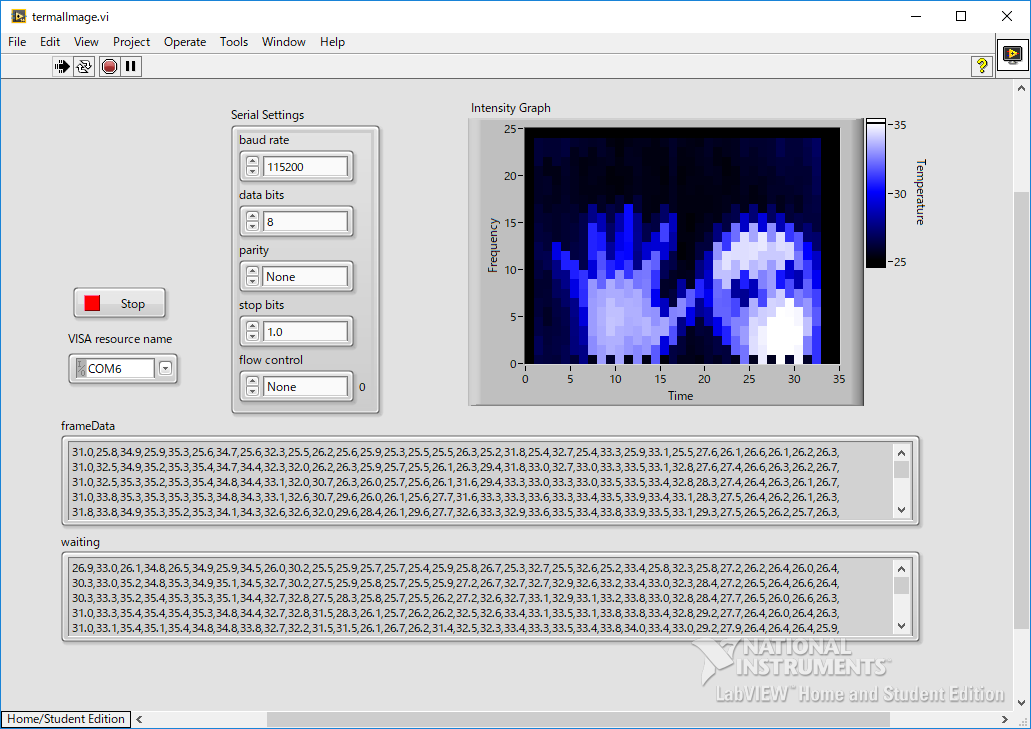 termalImage.vi
File Edit View Project Operate Tools Window Help
Serial Settings
baud rate
115200
data bits
8
parity
None
stop bits
1.0
flow control
None 0
Stop
VISA resource name
COM6
Intensity Graph
25
20
15
10
5
0
Frequency
0 5 10 15 20 25 30 35
Time
35
30
25
Temperature
frameData
31.0,25.8,34.9,25.9,35.3,25.6,34.7,25.6,32.3,25.5,26.2,25.6,25.9,25.3,25.5,25.5,26.3,25.2,31.8,25.4,32.7,25.4,33.3,25.9,33.1,25.5,27.6,26.1,26.6,26.1,26.2,26.3,
31.0,32.5,34.9,35.2,35.3,35.4,34.7,34.4,32.3,32.0,26.2,26.3,25.9,25.7,25.5,26.1,26.3,29.4,31.8,33.0,32.7,33.0,33.3,33.5,33.1,32.8,27.6,27.4,26.6,26.3,26.2,26.7,
31.0,32.5,35.3,35.2,35.3,35.4,34.8,34.4,33.1,32.0,30.7,26.3,26.0,25.7,25.6,26.1,31.6,29.4,33.3,33.0,33.3,33.0,33.5,33.5,33.4,32.8,28.3,27.4,26.4,26.3,26.1,26.7,
31.0,33.8,35.3,35.3,35.3,35.3,34.8,34.3,33.1,32.6,30.7,29.6,26.0,26.1,25.6,27.7,31.6,33.3,33.3,33.6,33.3,33.4,33.5,33.9,33.4,33.1,28.3,27.5,26.4,26.2,26.1,26.3,
31.8,33.8,34.9,35.3,35.2,35.3,34.1,34.3,32.6,32.6,32.0,29.6,28.4,26.1,29.6,27.7,32.6,33.3,32.9,33.6,33.5,33.4,33.8,33.9,33.5,33.1,29.3,27.5,26.5,26.2,25.7,26.3,
waiting
26.9,33.0,26.1,34.8,26.5,34.9,25.9,34.5,26.0,30.2,25.5,25.9,25.7,25.7,25.4,25.9,25.8,26.7,25.3,32.7,25.5,32.6,25.2,33.4,25.8,32.3,25.8,27.2,26.2,26.4,26.0,26.4,
30.3,33.0,35.2,34.8,35.3,34.9,35.1,34.5,32.7,30.2,27.5,25.9,25.8,25.7,25.5,25.9,27.2,26.7,32.7,32.7,32.9,32.6,33.2,33.4,33.0,32.3,28.4,27.2,26.5,26.4,26.6,26.4,
30.3,33.3,35.2,35.4,35.3,35.3,35.1,34.4,32.7,32.8,27.5,28.3,25.8,25.7,25.5,26.2,27.2,32.6,32.7,33.1,32.9,33.1,33.2,33.8,33.0,32.8,28.4,27.7,26.5,26.0,26.6,26.3,
31.0,33.3,35.4,35.4,35.4,35.3,34.8,34.4,32.7,32.8,31.5,28.3,26.1,25.7,26.2,26.2,32.5,32.6,33.4,33.1,33.5,33.1,33.8,33.8,33.4,32.8,29.2,27.7,26.4,26.0,26.4,26.3,
31.0,33.1,35.4,35.1,35.4,34.8,34.8,33.8,32.7,32.2,31.5,31.5,26.1,26.7,26.2,31.4,32.5,32.3,33.4,33.3,33.5,33.4,33.8,34.0,33.4,33.0,29.2,27.9,26.4,26.4,26.4,25.9,
NATIONAL
INSTRUMENTS™
LabVIEW™ Home and Student Edition
Home/Student Edition